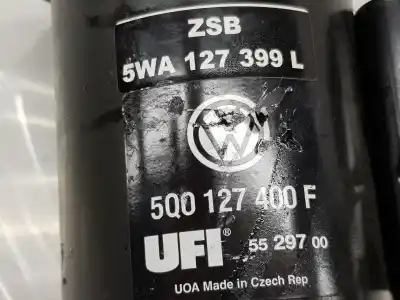 ZSB
5WA 127 399 L
5Q0 127 400 F
UFI® 55 297 00
UOA Made in Czech Rep